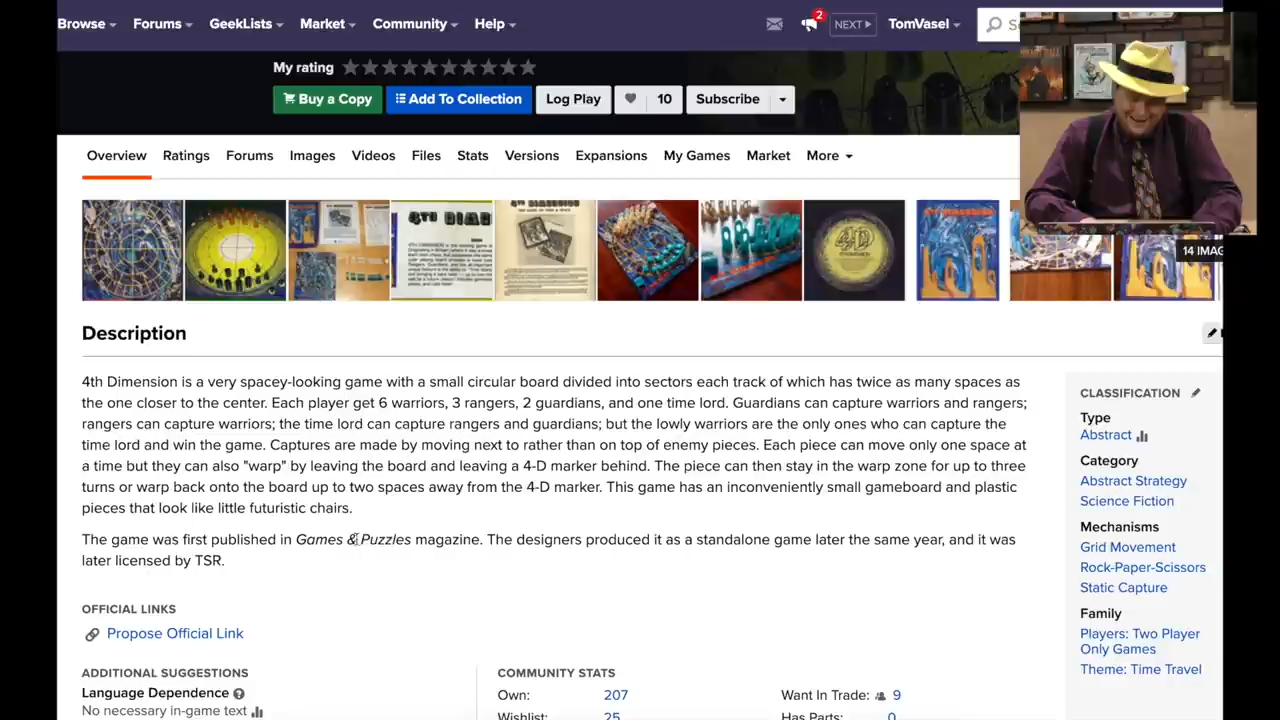 Browse Forums GeekLists Market Community Help 2 NEXT TomVasel
My rating
Buy a Copy Add To Collection Log Play 10 Subscribe
Overview Ratings Forums Images Videos Files Stats Versions Expansions My Games Market More
4TH DIMENSION
4D
14 IMAG
Description
4th Dimension is a very spacey-looking game with a small circular board divided into sectors each track of which has twice as many spaces as
the one closer to the center. Each player get 6 warriors, 3 rangers, 2 guardians, and one time lord. Guardians can capture warriors and rangers;
rangers can capture warriors; the time lord can capture rangers and guardians; but the lowly warriors are the only ones who can capture the
time lord and win the game. Captures are made by moving next to rather than on top of enemy pieces. Each piece can move only one space at
a time but they can also "warp" by leaving the board and leaving a 4-D marker behind. The piece can then stay in the warp zone for up to three
turns or warp back onto the board up to two spaces away from the 4-D marker. This game has an inconveniently small gameboard and plastic
pieces that look like little futuristic chairs.
The game was first published in Games & Puzzles magazine. The designers produced it as a standalone game later the same year, and it was
later licensed by TSR.
OFFICIAL LINKS
Propose Official Link
ADDITIONAL SUGGESTIONS
Language Dependence
No necessary in-game text
COMMUNITY STATS
Own: 207
Wishlist: 25
Want In Trade: 9
Has Parts: 0
CLASSIFICATION
Type
Abstract
Category
Abstract Strategy
Science Fiction
Mechanisms
Grid Movement
Rock-Paper-Scissors
Static Capture
Family
Players: Two Player
Only Games
Theme: Time Travel